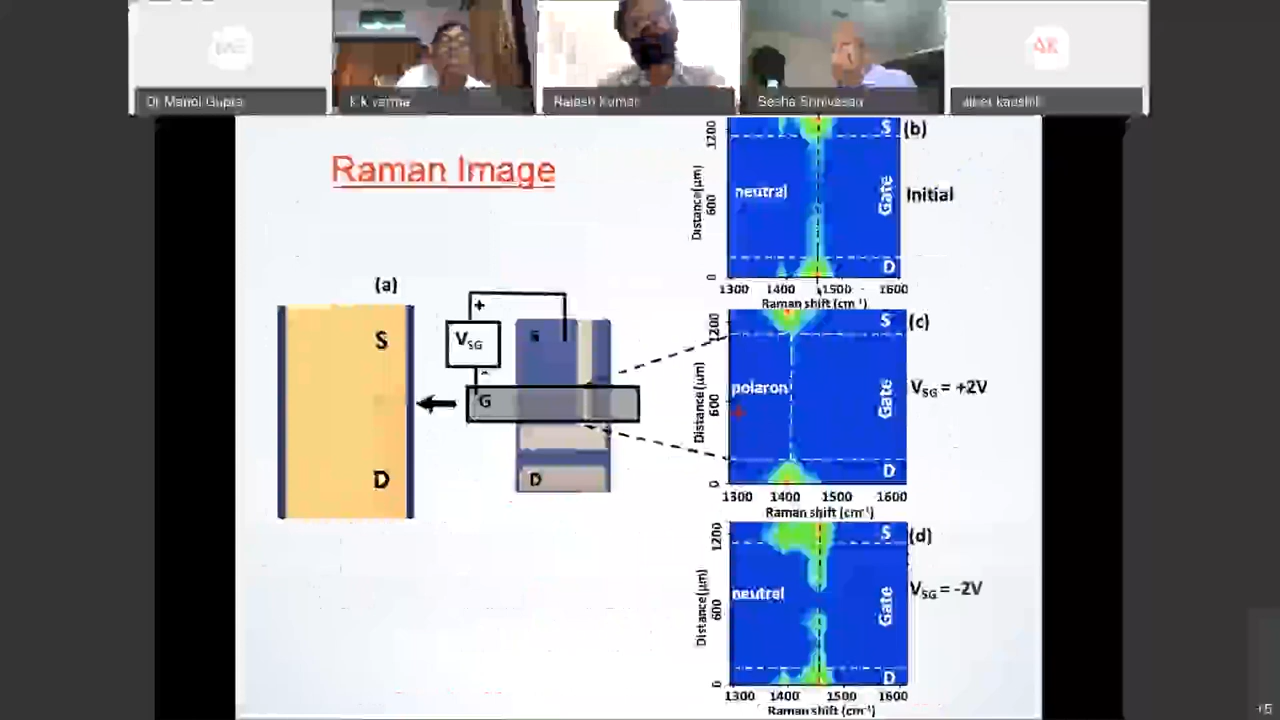 Dr Manoj Gupta
K k varma
Rajesh Kumar
Sesha Srinivasan
AK
Raman Image
(a)
S
D
+
V_SG
-
S
G
D
(b)
Initial
neutral
S
Gate
D
Distance(µm)
1200
600
0
1300 1400 1500 1600
Raman shift (cm⁻¹)
(c)
V_SG = +2V
polaron
S
Gate
D
Distance(µm)
1200
600
0
1300 1400 1500 1600
Raman shift (cm⁻¹)
(d)
V_SG = -2V
neutral
S
Gate
D
Distance(µm)
1200
600
0
1300 1400 1500 1600
Raman shift (cm⁻¹)
+5